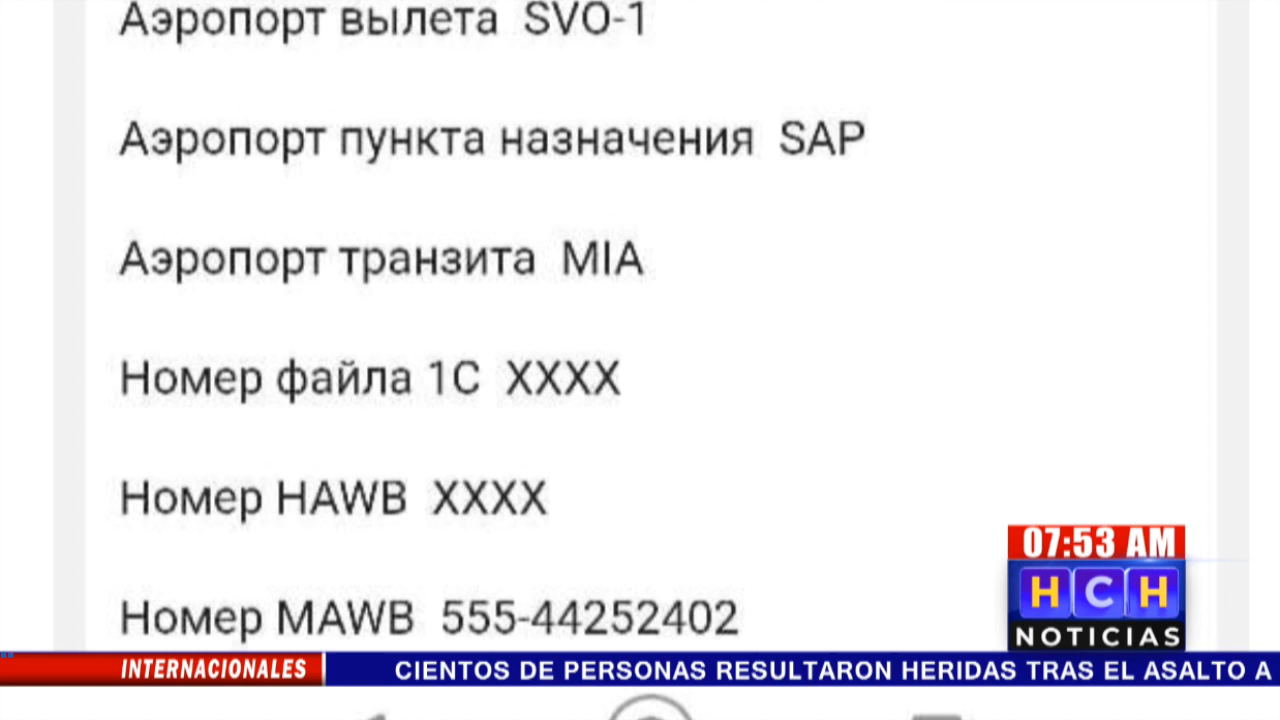 Аэропорт вылета SVO-1
Аэропорт пункта назначения SAP
Аэропорт транзита MIA
Номер файла 1С XXXX
Номер HAWB XXXX
Номер MAWB 555-44252402
07:53 AM
HCH
NOTICIAS
INTERNACIONALES CIENTOS DE PERSONAS RESULTARON HERIDAS TRAS EL ASALTO A